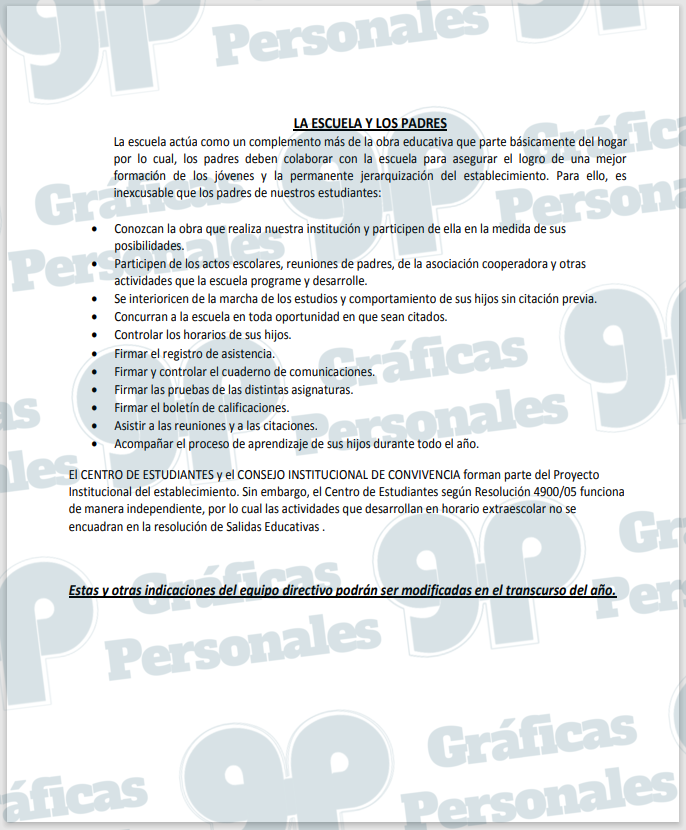 LA ESCUELA Y LOS PADRES
La escuela actúa como un complemento más de la obra educativa que parte básicamente del hogar
por lo cual, los padres deben colaborar con la escuela para asegurar el logro de una mejor
formación de los jóvenes y la permanente jerarquización del establecimiento. Para ello, es
inexcusable que los padres de nuestros estudiantes:
• Conozcan la obra que realiza nuestra institución y participen de ella en la medida de sus
posibilidades.
• Participen de los actos escolares, reuniones de padres, de la asociación cooperadora y otras
actividades que la escuela programe y desarrolle.
• Se interioricen de la marcha de los estudios y comportamiento de sus hijos sin citación previa.
• Concurran a la escuela en toda oportunidad en que sean citados.
• Controlar los horarios de sus hijos.
• Firmar el registro de asistencia.
• Firmar y controlar el cuaderno de comunicaciones.
• Firmar las pruebas de las distintas asignaturas.
• Firmar el boletín de calificaciones.
• Asistir a las reuniones y a las citaciones.
• Acompañar el proceso de aprendizaje de sus hijos durante todo el año.
El CENTRO DE ESTUDIANTES y el CONSEJO INSTITUCIONAL DE CONVIVENCIA forman parte del Proyecto
Institucional del establecimiento. Sin embargo, el Centro de Estudiantes según Resolución 4900/05 funciona
de manera independiente, por lo cual las actividades que desarrollan en horario extraescolar no se
encuadran en la resolución de Salidas Educativas .
Estas y otras indicaciones del equipo directivo podrán ser modificadas en el transcurso del año.
gp
Gráficas
Personales